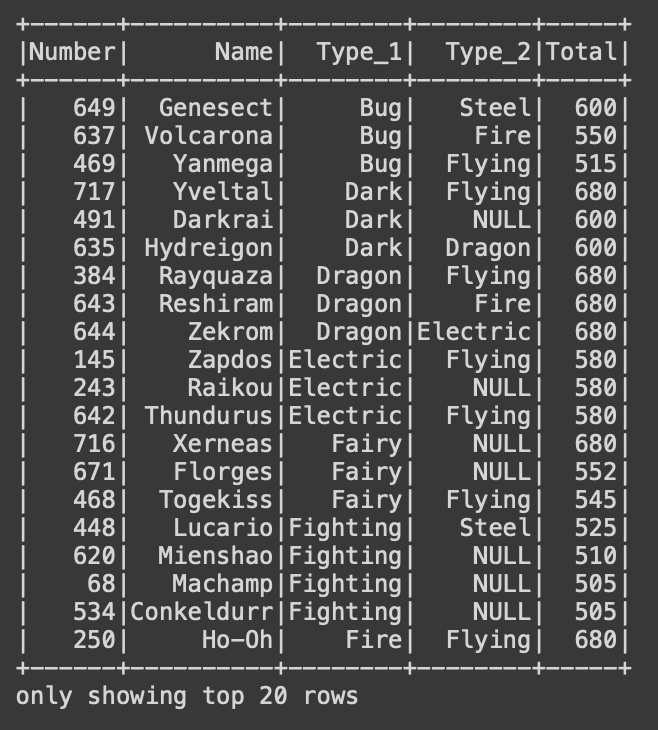 +------+----------+--------+--------+-----+
|Number|      Name|  Type_1|  Type_2|Total|
+------+----------+--------+--------+-----+
|   649|  Genesect|     Bug|   Steel|  600|
|   637| Volcarona|     Bug|    Fire|  550|
|   469|   Yanmega|     Bug|  Flying|  515|
|   717|   Yveltal|    Dark|  Flying|  680|
|   491|   Darkrai|    Dark|    NULL|  600|
|   635| Hydreigon|    Dark|  Dragon|  600|
|   384|  Rayquaza|  Dragon|  Flying|  680|
|   643|  Reshiram|  Dragon|    Fire|  680|
|   644|    Zekrom|  Dragon|Electric|  680|
|   145|    Zapdos|Electric|  Flying|  580|
|   243|    Raikou|Electric|    NULL|  580|
|   642| Thundurus|Electric|  Flying|  580|
|   716|   Xerneas|   Fairy|    NULL|  680|
|   671|   Florges|   Fairy|    NULL|  552|
|   468|  Togekiss|   Fairy|  Flying|  545|
|   448|   Lucario|Fighting|   Steel|  525|
|   620|  Mienshao|Fighting|    NULL|  510|
|    68|   Machamp|Fighting|    NULL|  505|
|   534|Conkeldurr|Fighting|    NULL|  505|
|   250|     Ho-Oh|    Fire|  Flying|  680|
+------+----------+--------+--------+-----+
only showing top 20 rows